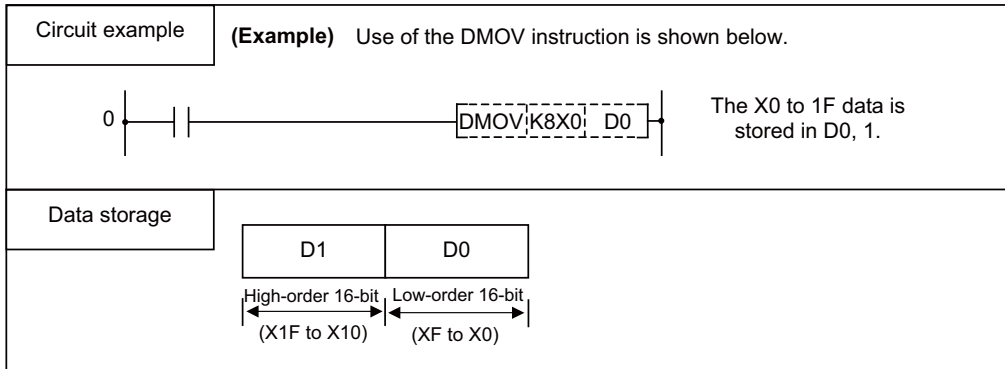 Circuit example
(Example) Use of the DMOV instruction is shown below.
0
DMOV K8X0 D0
The X0 to 1F data is
stored in D0, 1.
Data storage
D1 D0
High-order 16-bit Low-order 16-bit
(X1F to X10) (XF to X0)